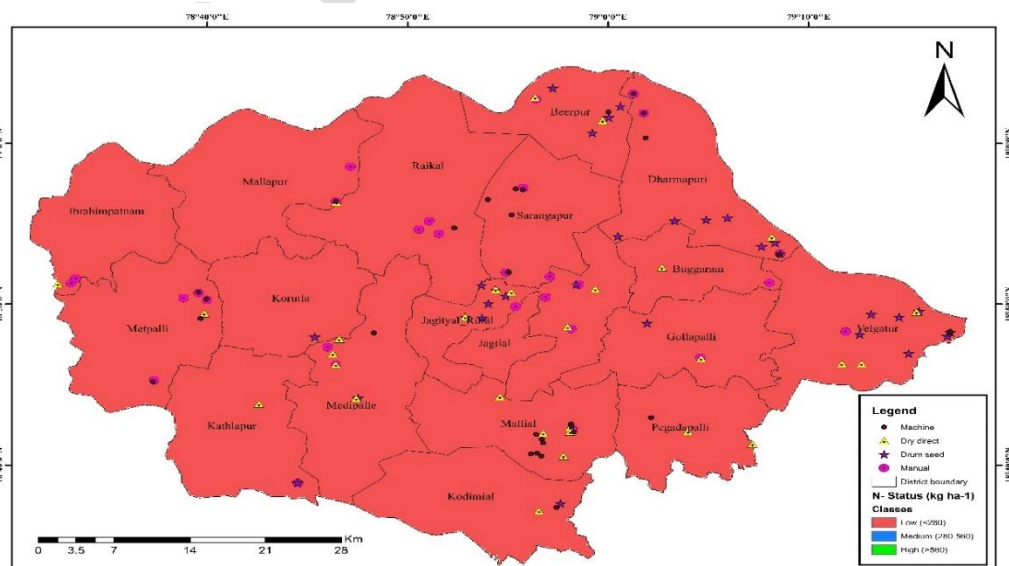 78°40'0"E 78°50'0"E 79°0'0"E 79°10'0"E
N
Beerpur
Raikal
Mallapur
Dharmapuri
Ibrahimpatnam
Sarangapur
Buggaram
Korutla
Metpalli
Jagityal_Rural
Gollapalli
Velgatur
Jagtial
Medipalle
Mallial
Kathlapur
Pegadapalli
Kodimial
Legend
Machine
Dry direct
Drum seed
Manual
District boundary
N- Status (kg ha-1)
Classes
Low (<280)
Medium (280-560)
High (>560)
Km
0 3.5 7 14 21 28